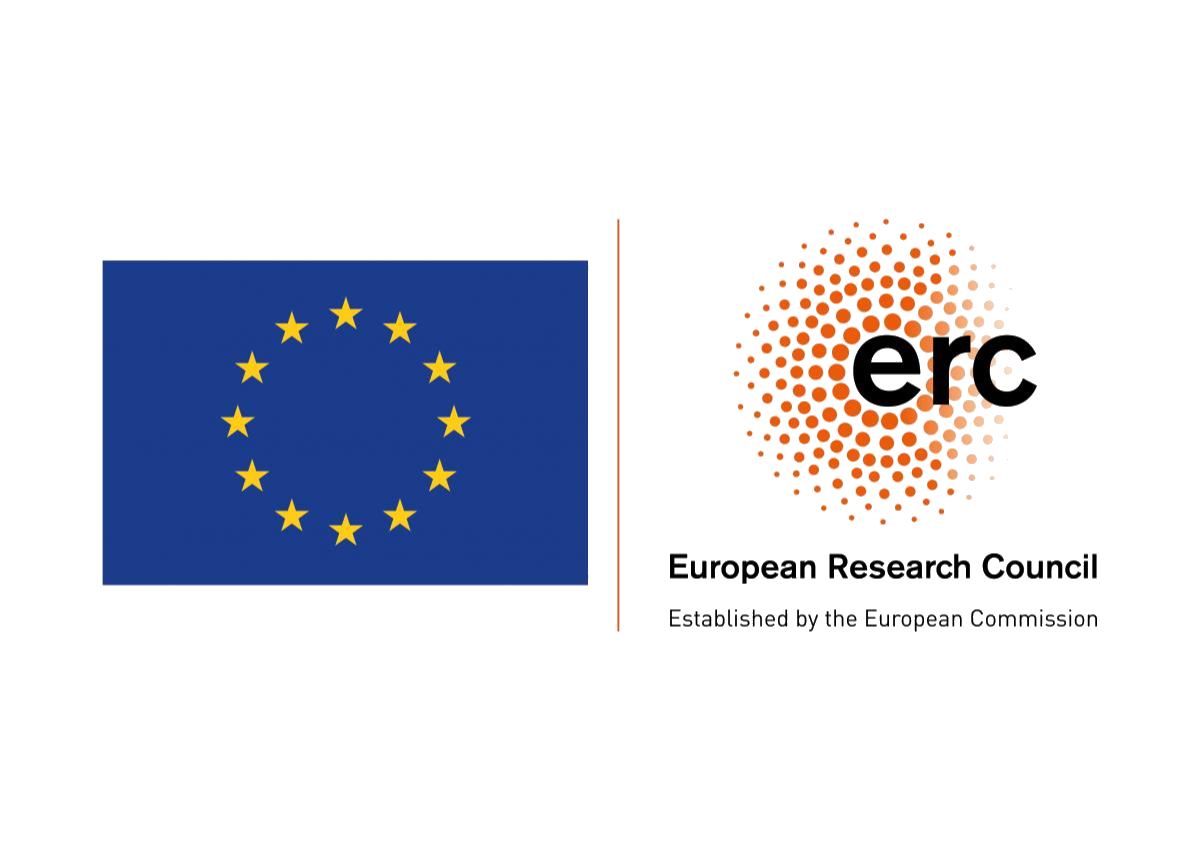 erc
European Research Council
Established by the European Commission